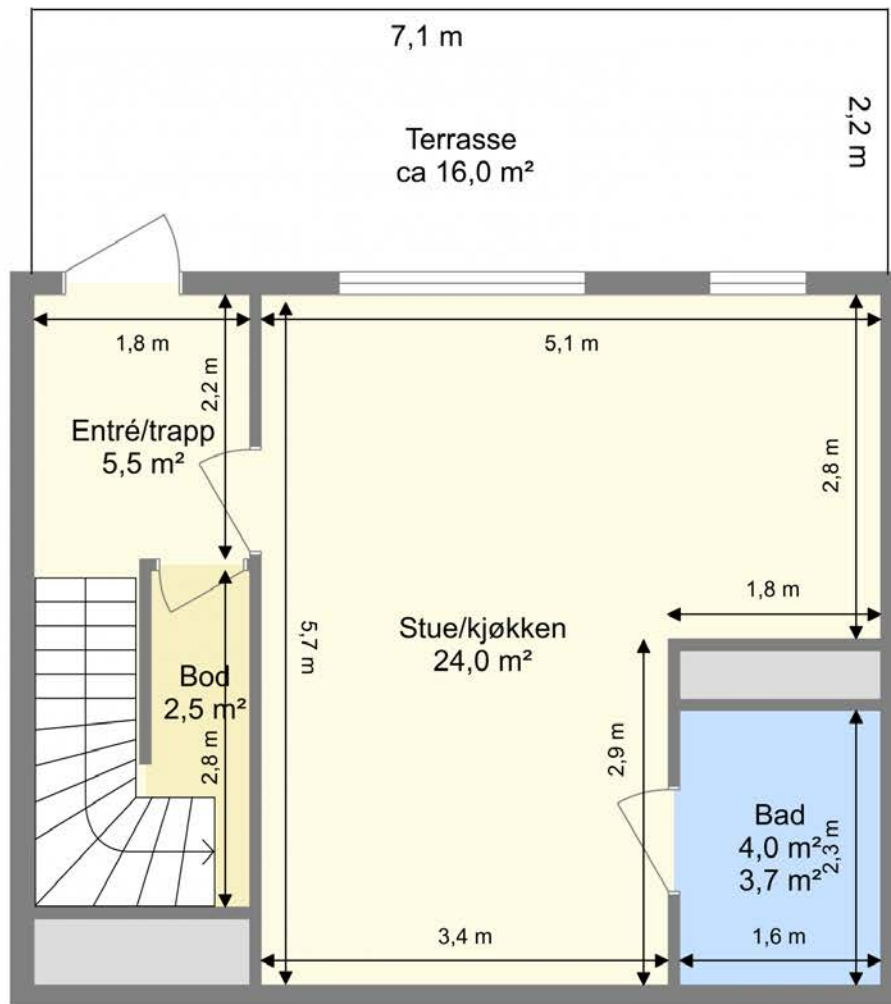 7,1 m
2,2 m
Terrasse
ca 16,0 m²
1,8 m
5,1 m
2,2 m
Entré/trapp
5,5 m²
2,8 m
1,8 m
5,7 m
Stue/kjøkken
24,0 m²
Bod
2,5 m²
2,8 m
2,9 m
Bad
4,0 m²
3,7 m²
2,3 m
3,4 m
1,6 m